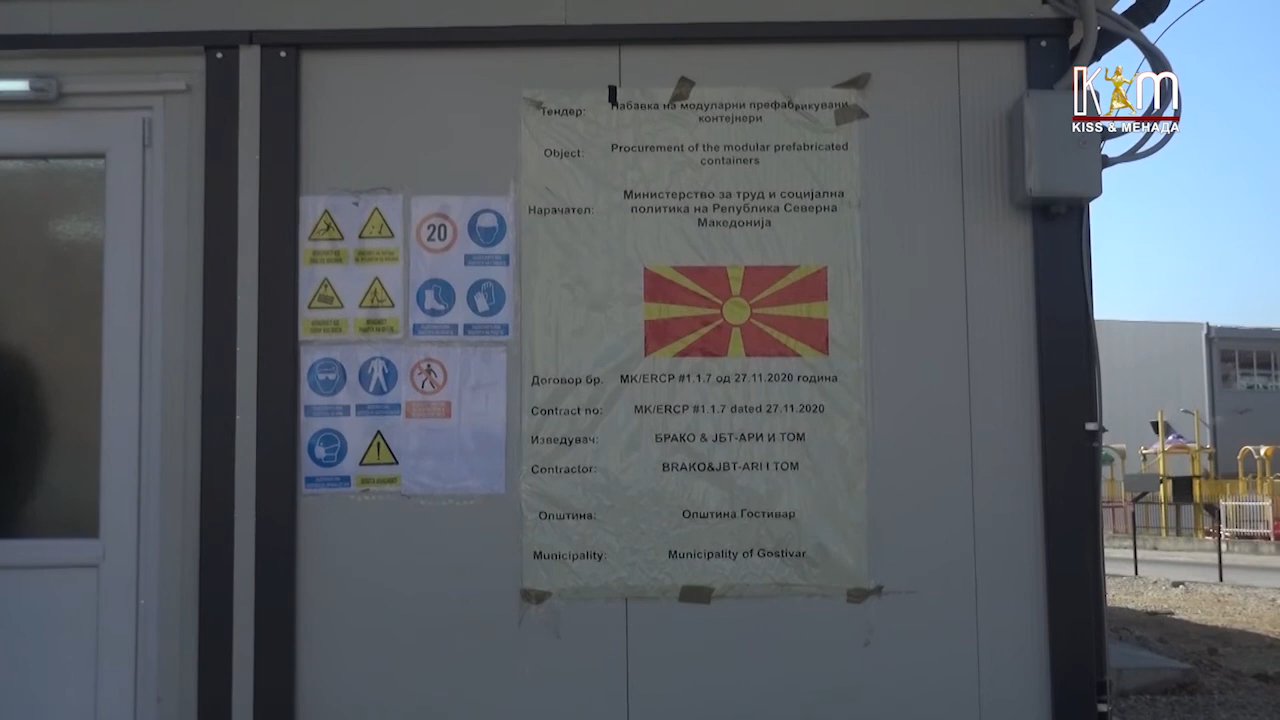 KISS & МЕНАДА
Тендер: Набавка на модуларни префабрикувани
контејнери
Object: Procurement of the modular prefabricated
containers
Нарачател: Министерство за труд и социјална
политика на Република Северна
Македонија
Договор бр. МК/ERCP #1.1.7 од 27.11.2020 година
Contract no: MK/ERCP #1.1.7 dated 27.11.2020
Изведувач: БРАКО & ЈБТ-АРИ И ТОМ
Contractor: BRAKO&JBT-ARI I TOM
Општина: Општина Гостивар
Municipality: Municipality of Gostivar
20